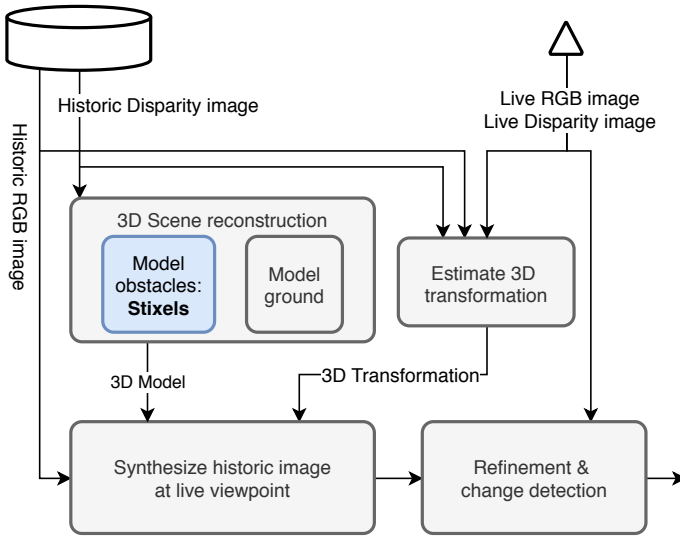 Historic Disparity image
Live RGB image
Live Disparity image
Historic RGB image
3D Scene reconstruction
Model
obstacles:
Stixels
Model
ground
Estimate 3D
transformation
3D Model
3D Transformation
Synthesize historic image
at live viewpoint
Refinement &
change detection